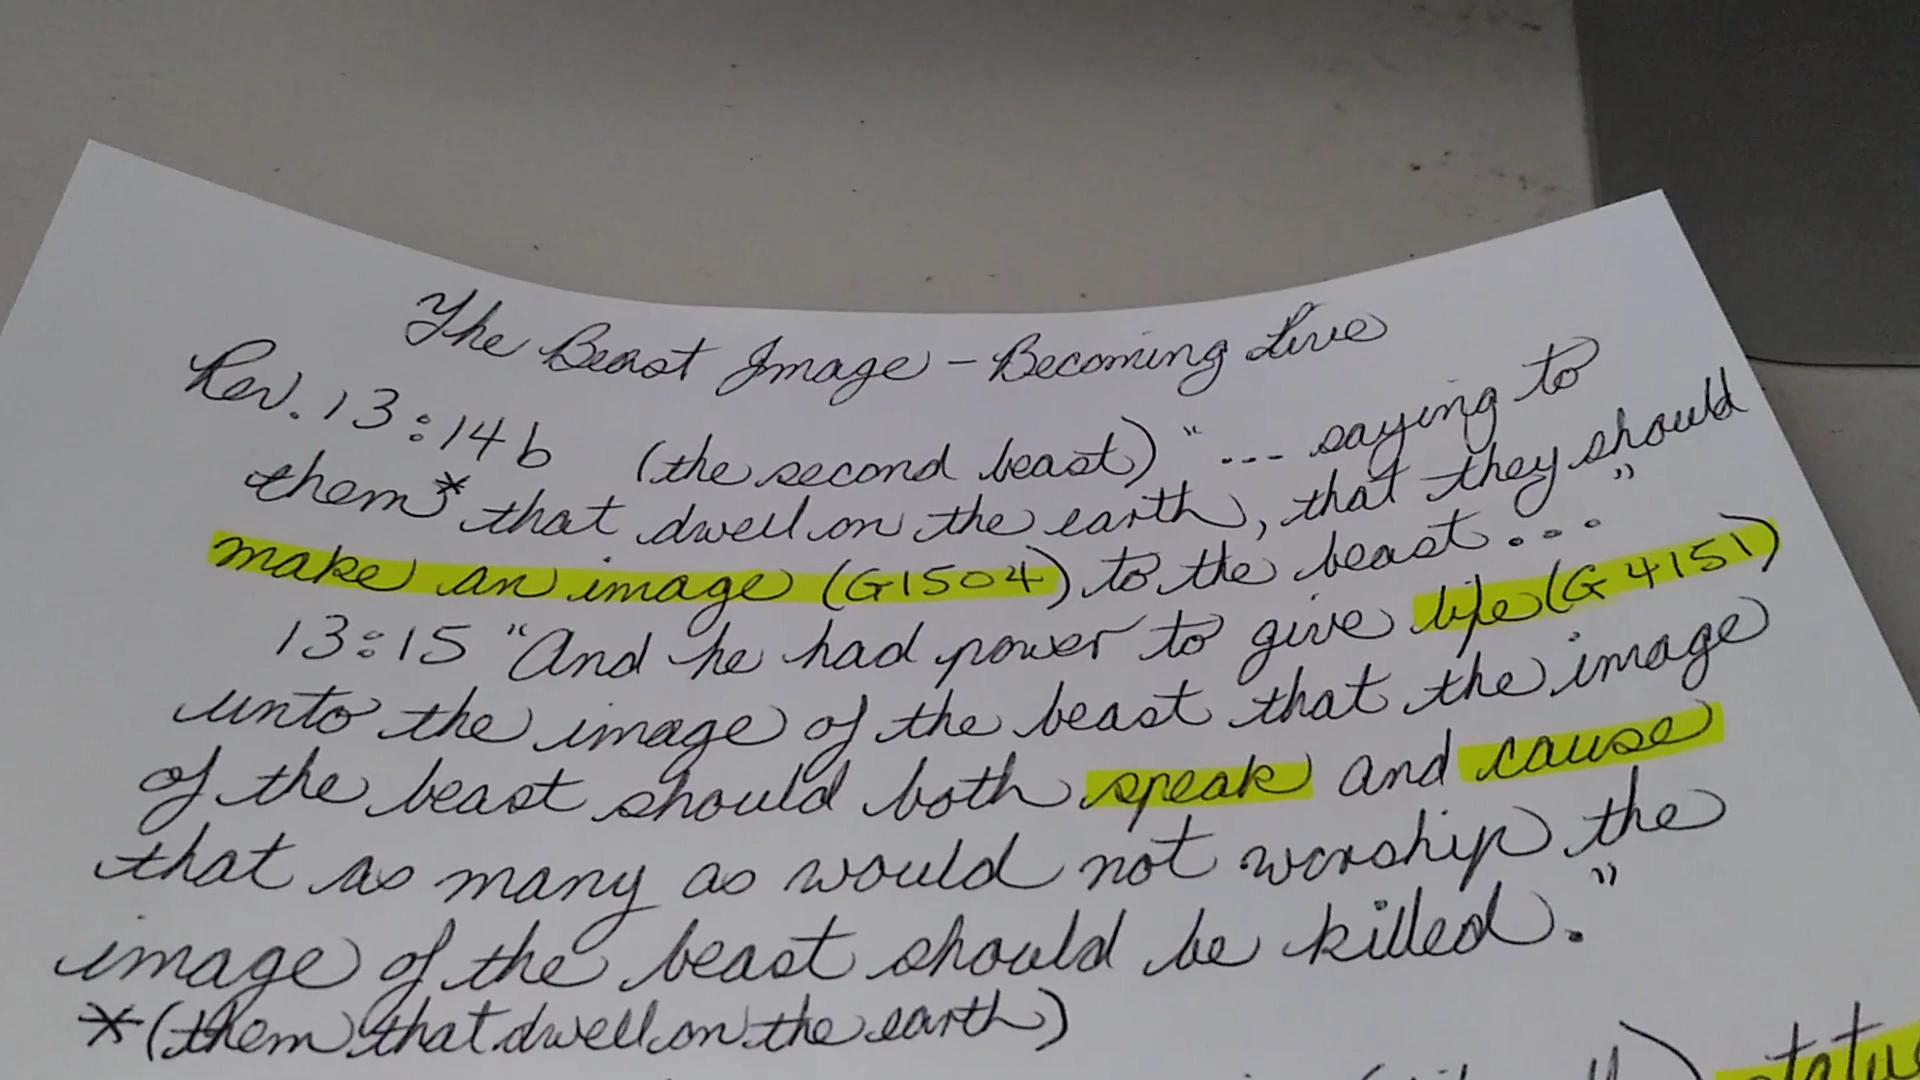 The Beast Image - Becoming Live
Rev. 13:14b (the second beast) "... saying to
them* that dwell on the earth, that they should
make an image (G1504) to the beast..."
13:15 "And he had power to give life (G4151)
unto the image of the beast that the image
of the beast should both speak and cause
that as many as would not worship the
image of the beast should be killed."
*(them that dwell on the earth)